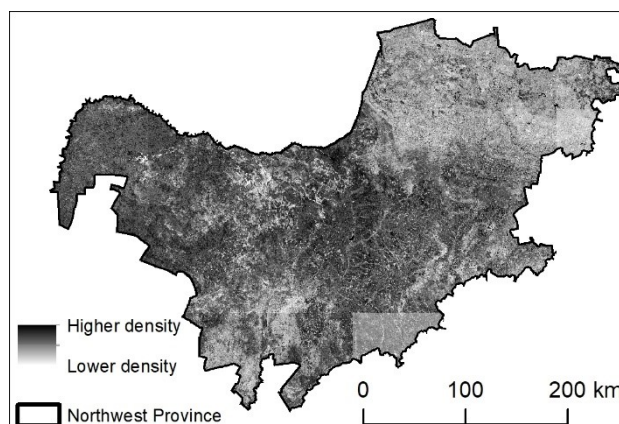 Higher density
Lower density
Northwest Province
0 100 200 km